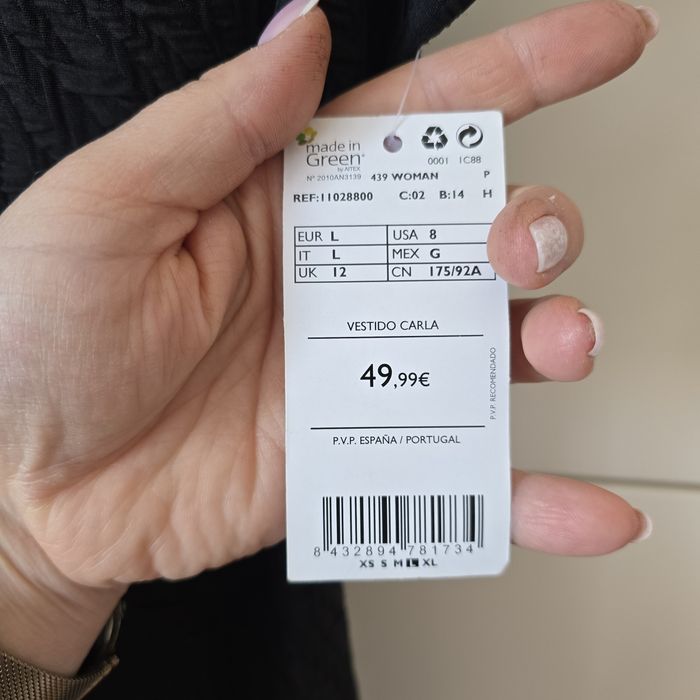 made in
Green®
by AITEX
Nº 2010AN3139
0001 1C88
439 WOMAN P
REF:11028800 C:02 B:14 H
EUR L USA 8
IT L MEX G
UK 12 CN 175/92A
VESTIDO CARLA
49,99€
P.V.P. RECOMENDADO
P.V.P. ESPAÑA / PORTUGAL
8 432894 781734
XS S M L XL